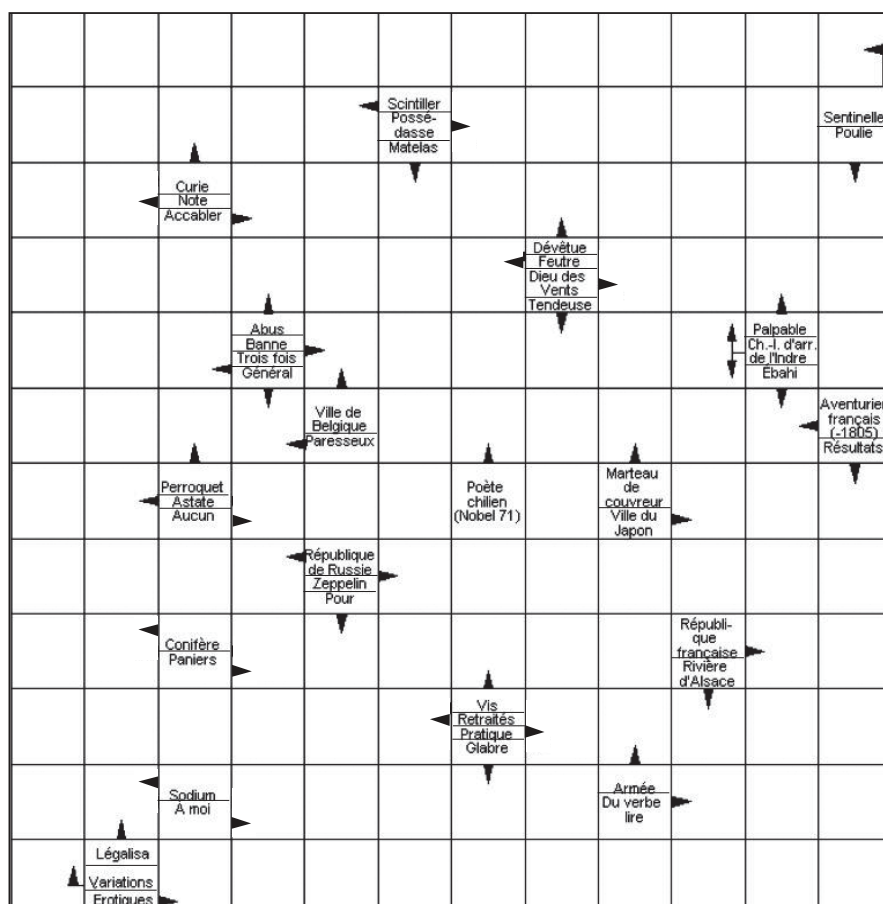 Scintiller
Possé-
dasse
Matelas
Sentinelle
Poulie
Curie
Note
Accabler
Dévêtue
Feutre
Dieu des
Vents
Tendeuse
Abus
Banne
Trois fois
Général
Palpable
Ch.-l. d'arr.
de l'Indre
Ebahi
Ville de
Belgique
Paresseux
Aventurier
français
(-1805)
Résultats
Perroquet
Astate
Aucun
Poète
chilien
(Nobel 71)
Marteau
de
couvreur
Ville du
Japon
République
de Russie
Zeppelin
Pour
Conifère
Paniers
Républi-
que
française
Rivière
d'Alsace
Vis
Retraités
Pratique
Glabre
Sodium
A moi
Armée
Du verbe
lire
Légalisa
Variations
Erotiques